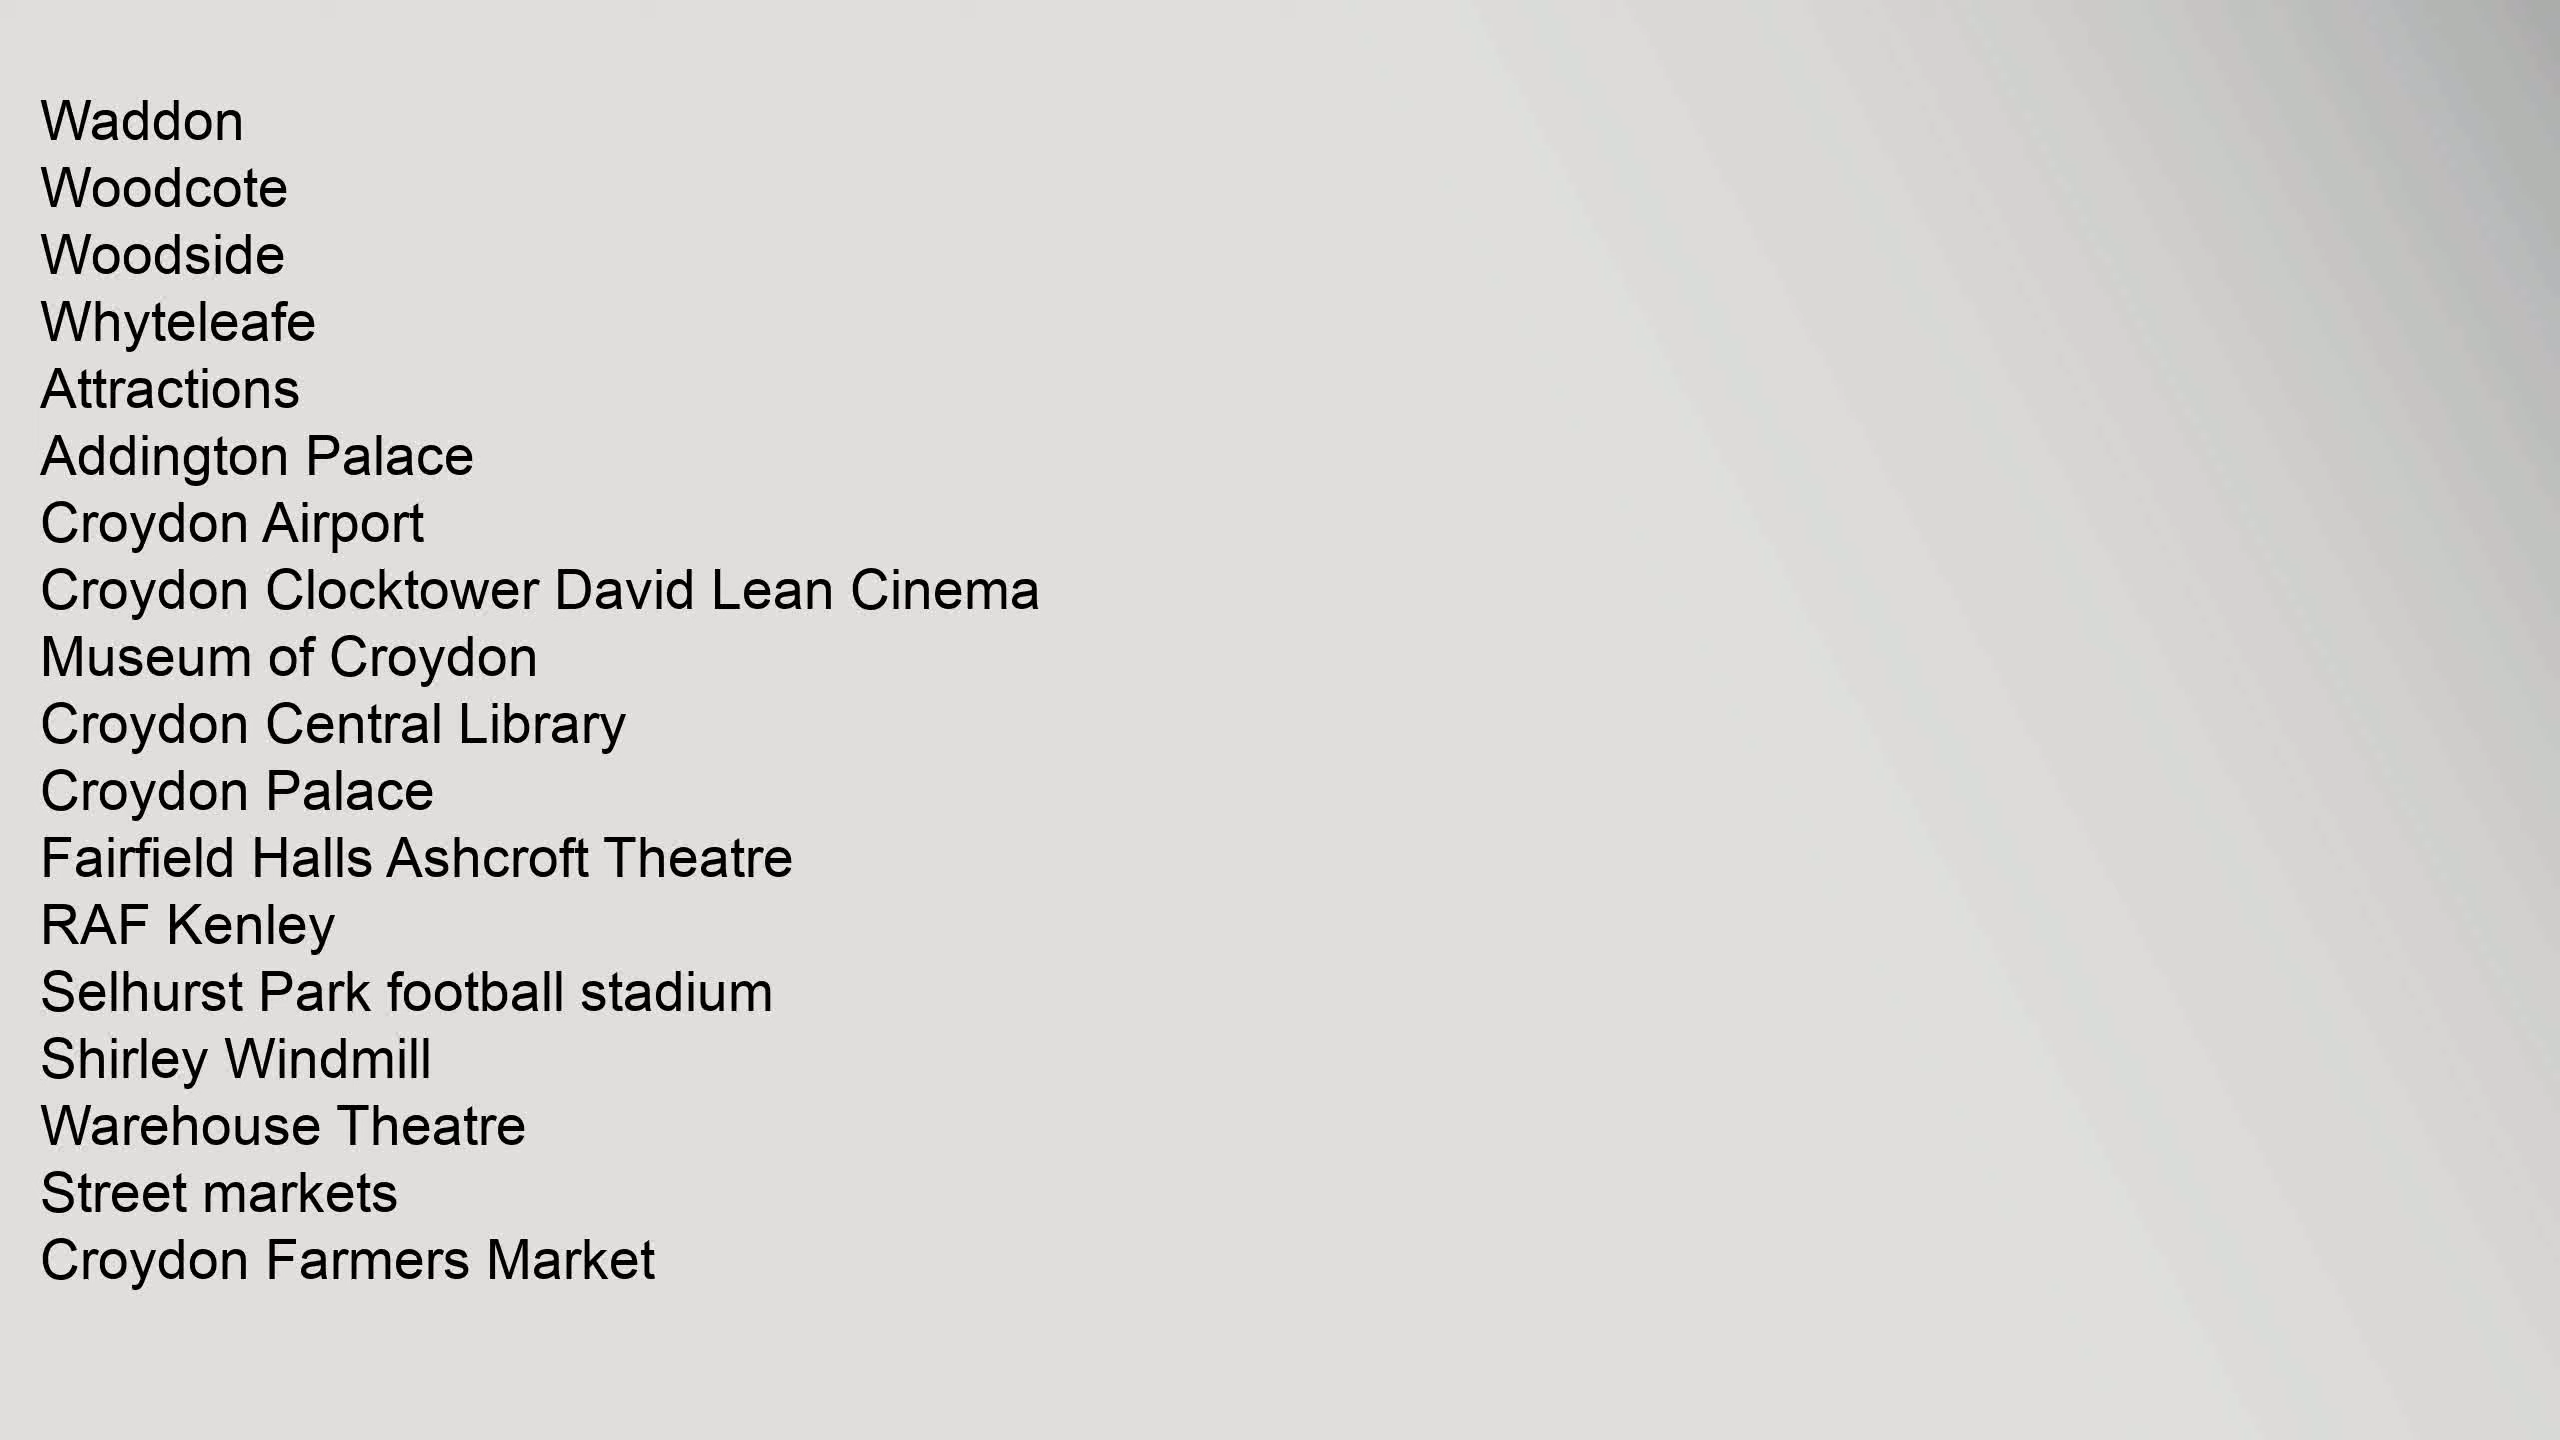 Waddon
Woodcote
Woodside
Whyteleafe
Attractions
Addington Palace
Croydon Airport
Croydon Clocktower David Lean Cinema
Museum of Croydon
Croydon Central Library
Croydon Palace
Fairfield Halls Ashcroft Theatre
RAF Kenley
Selhurst Park football stadium
Shirley Windmill
Warehouse Theatre
Street markets
Croydon Farmers Market